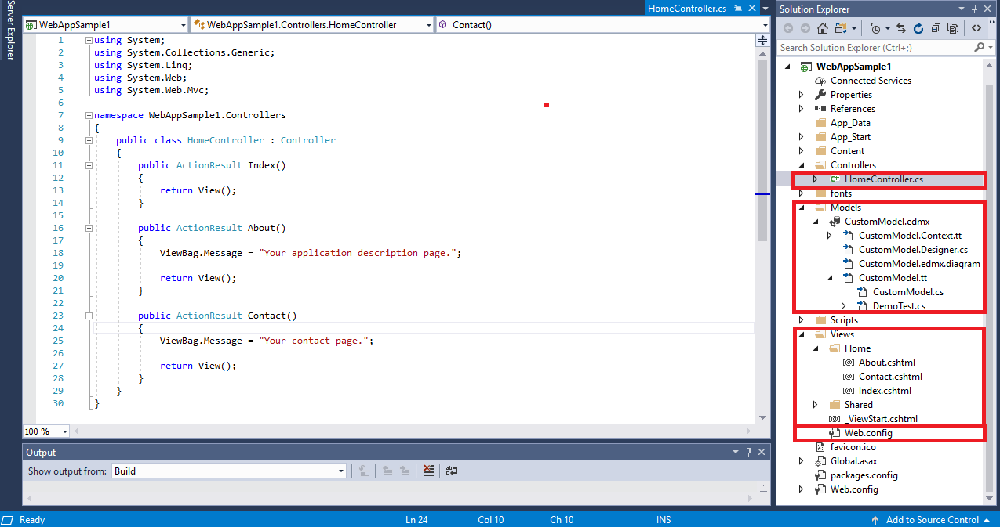 Server Explorer
HomeController.cs
WebAppSample1
WebAppSample1.Controllers.HomeController
Contact()
1 using System;
2 using System.Collections.Generic;
3 using System.Linq;
4 using System.Web;
5 using System.Web.Mvc;
6
7 namespace WebAppSample1.Controllers
8 {
9 public class HomeController : Controller
10 {
11 public ActionResult Index()
12 {
13 return View();
14 }
15
16 public ActionResult About()
17 {
18 ViewBag.Message = "Your application description page.";
19
20 return View();
21 }
22
23 public ActionResult Contact()
24 {
25 ViewBag.Message = "Your contact page.";
26
27 return View();
28 }
29 }
30 }
100 %
Output
Show output from: Build
Solution Explorer
Search Solution Explorer (Ctrl+;)
WebAppSample1
Connected Services
Properties
References
App_Data
App_Start
Content
Controllers
C# HomeController.cs
fonts
Models
CustomModel.edmx
CustomModel.Context.tt
CustomModel.Designer.cs
CustomModel.edmx.diagram
CustomModel.tt
CustomModel.cs
DemoTest.cs
Scripts
Views
Home
[@] About.cshtml
[@] Contact.cshtml
[@] Index.cshtml
Shared
[@] _ViewStart.cshtml
Web.config
favicon.ico
Global.asax
packages.config
Web.config
Ready
Ln 24
Col 10
Ch 10
INS
Add to Source Control